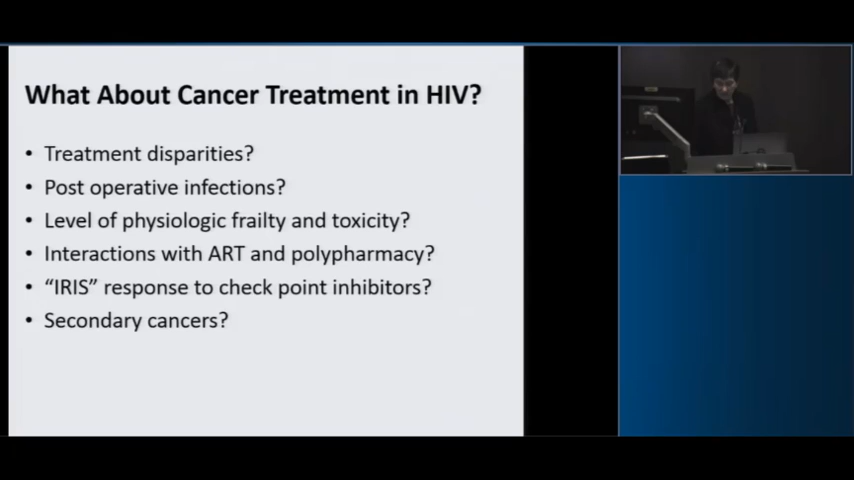 What About Cancer Treatment in HIV?
• Treatment disparities?
• Post operative infections?
• Level of physiologic frailty and toxicity?
• Interactions with ART and polypharmacy?
• “IRIS” response to check point inhibitors?
• Secondary cancers?